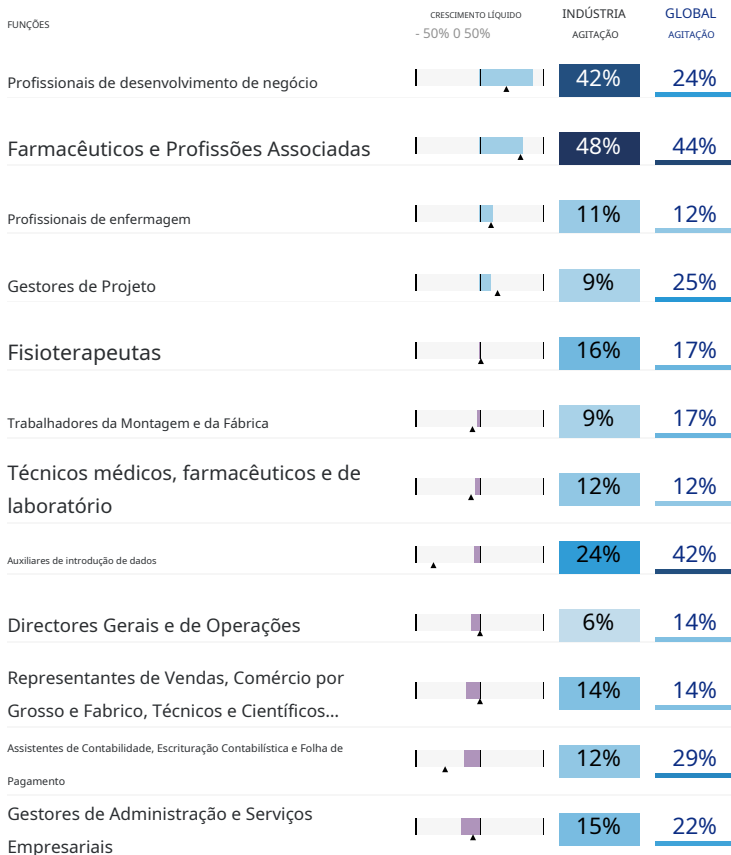 FUNÇÕES
CRESCIMENTO LÍQUIDO
- 50% 0 50%
INDÚSTRIA
AGITAÇÃO
GLOBAL
AGITAÇÃO
Profissionais de desenvolvimento de negócio
42%
24%
Farmacêuticos e Profissões Associadas
48%
44%
Profissionais de enfermagem
11%
12%
Gestores de Projeto
9%
25%
Fisioterapeutas
16%
17%
Trabalhadores da Montagem e da Fábrica
9%
17%
Técnicos médicos, farmacêuticos e de
laboratório
12%
12%
Auxiliares de introdução de dados
24%
42%
Directores Gerais e de Operações
6%
14%
Representantes de Vendas, Comércio por
Grosso e Fabrico, Técnicos e Científicos...
14%
14%
Assistentes de Contabilidade, Escrituração Contabilística e Folha de
Pagamento
12%
29%
Gestores de Administração e Serviços
Empresariais
15%
22%